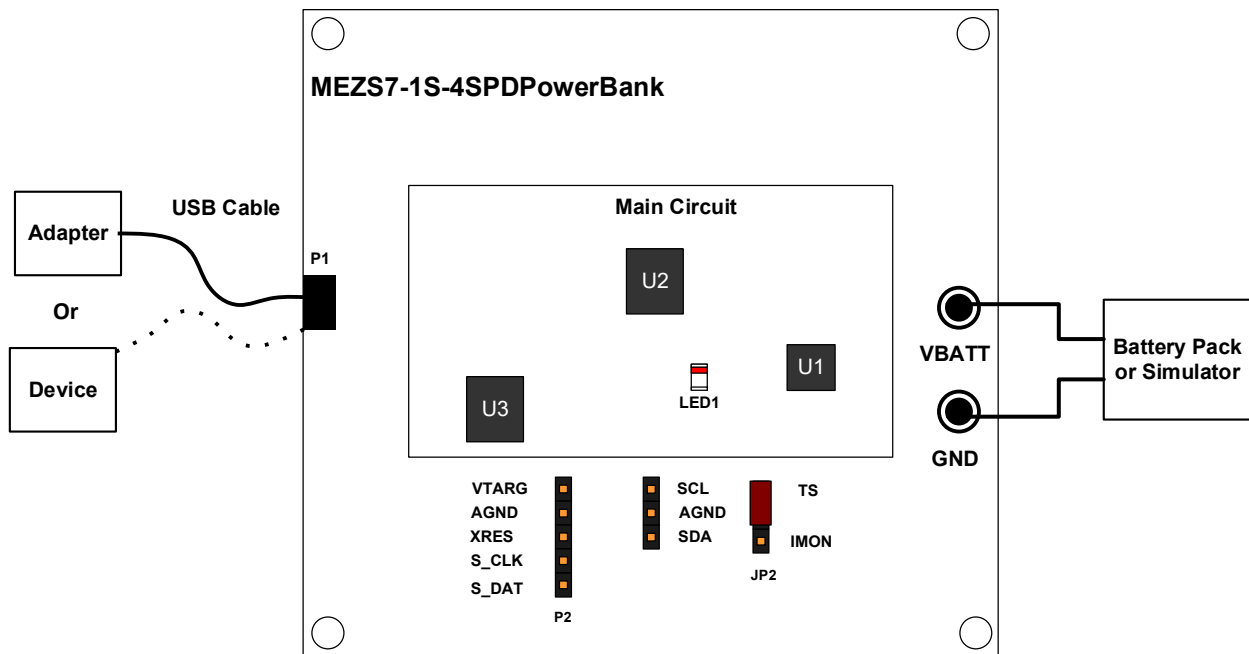 MEZS7-1S-4SPDPowerBank
USB Cable
Adapter
Or
Device
P1
Main Circuit
U2
U1
U3
LED1
VBATT
GND
Battery Pack
or Simulator
VTARG
AGND
XRES
S_CLK
S_DAT
P2
SCL
AGND
SDA
TS
IMON
JP2